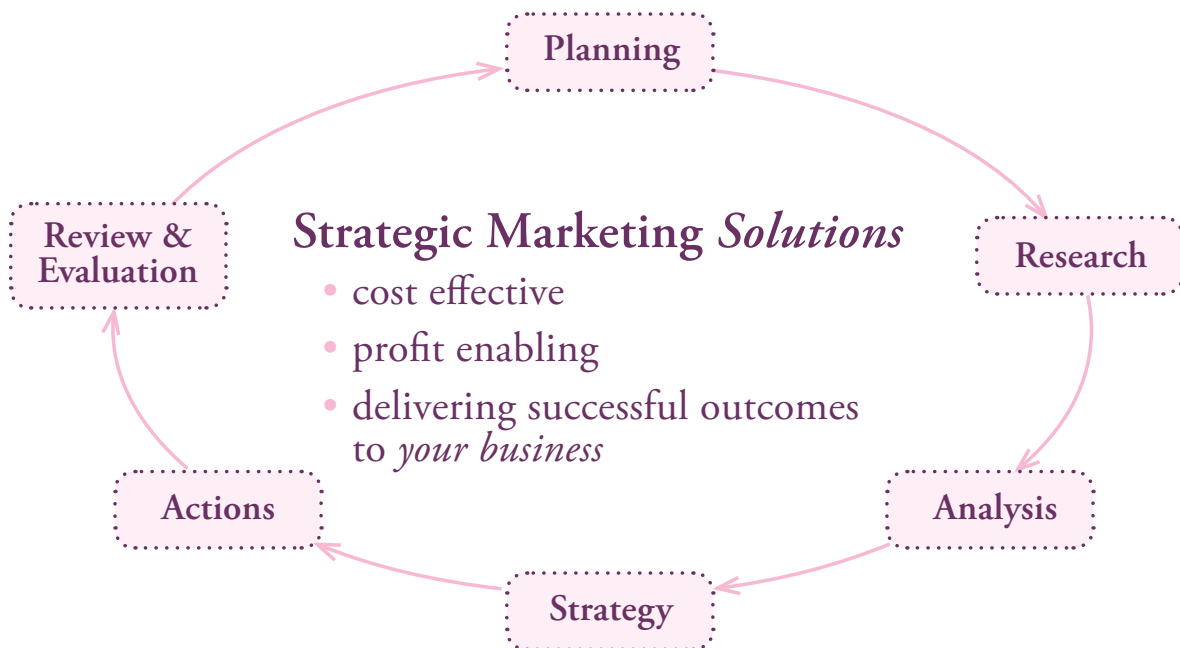 Planning
Research
Analysis
Strategy
Actions
Review &
Evaluation
Strategic Marketing Solutions
• cost effective
• profit enabling
• delivering successful outcomes
to your business